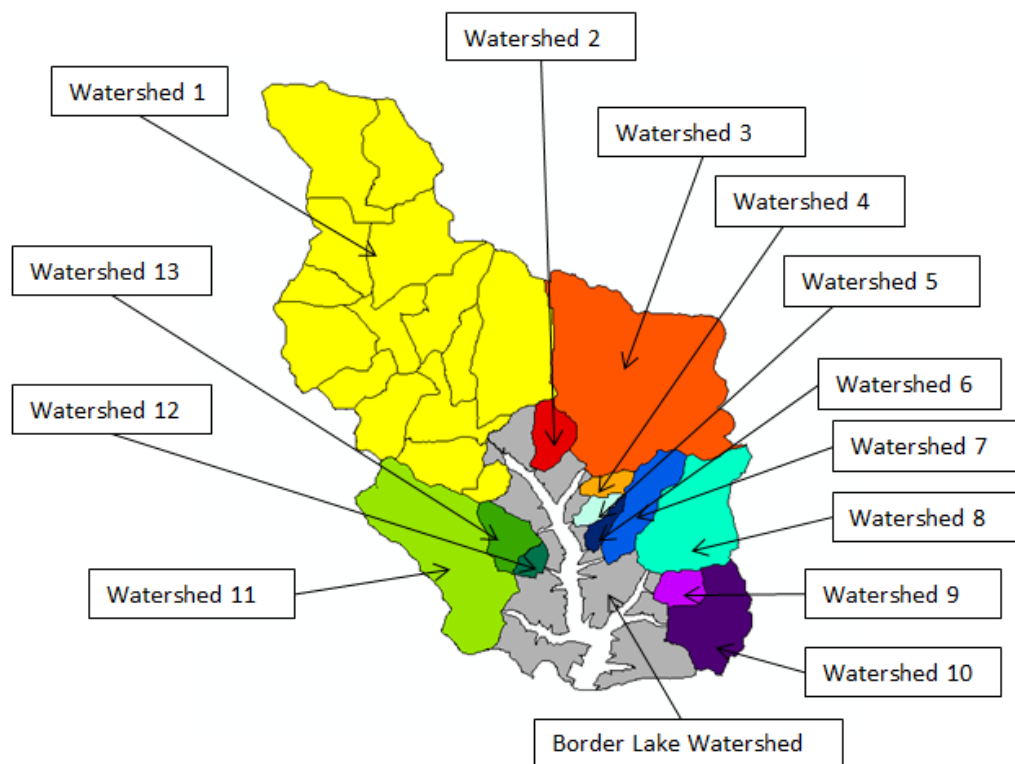 Watershed 2
Watershed 1
Watershed 3
Watershed 4
Watershed 13
Watershed 5
Watershed 6
Watershed 12
Watershed 7
Watershed 8
Watershed 11
Watershed 9
Watershed 10
Border Lake Watershed